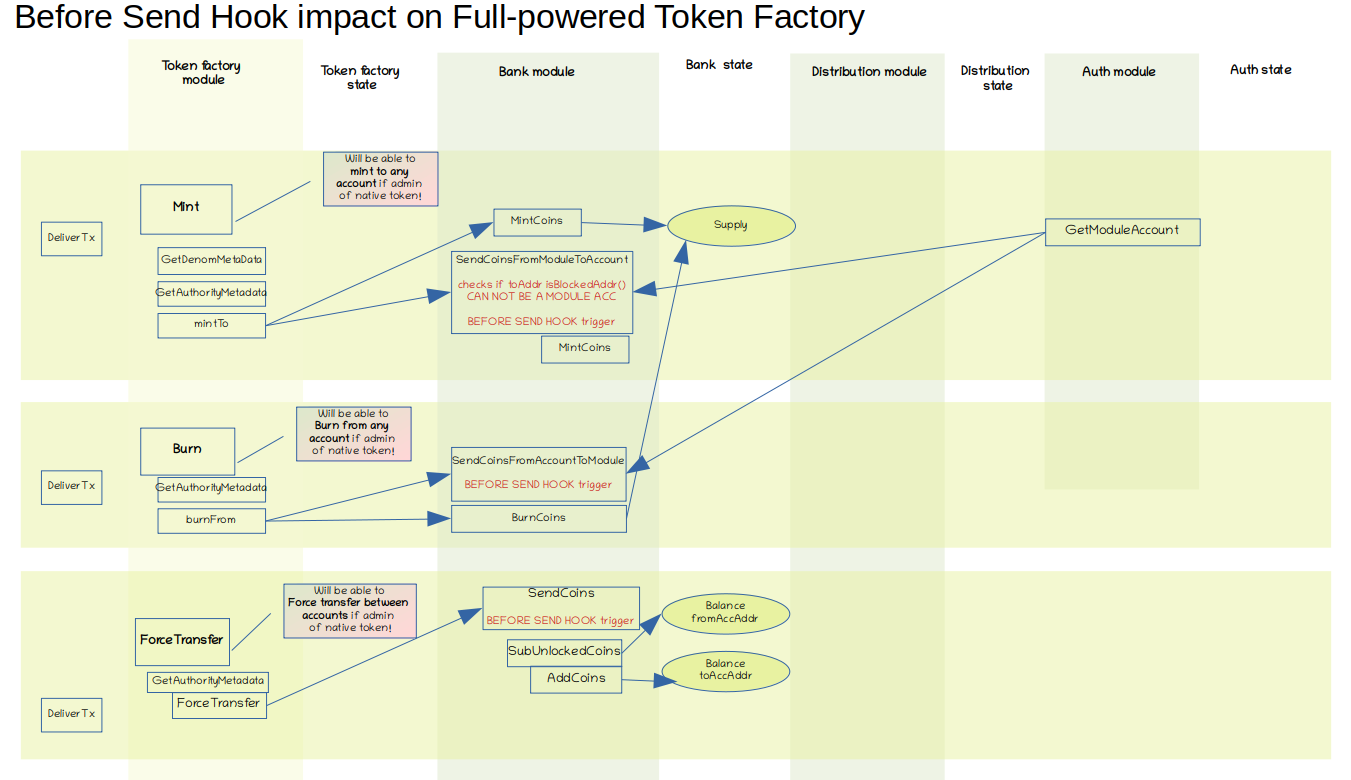 Before Send Hook impact on Full-powered Token Factory
Token factory
module
Token factory
state
Bank module
Bank state
Distribution module
Distribution
state
Auth module
Auth state
Will be able to
mint to any
account if admin
of native token!
Mint
DeliverTx
GetDenomMetaData
GetAuthorityMetadata
mintTo
MintCoins
Supply
GetModuleAccount
SendCoinsFromModuleToAccount
checks if toAddr isBlockedAddr()
CAN NOT BE A MODULE ACC
BEFORE SEND HOOK trigger
MintCoins
Will be able to
Burn from any
account if admin
of native token!
Burn
DeliverTx
GetAuthorityMetadata
burnFrom
SendCoinsFromAccountToModule
BEFORE SEND HOOK trigger
BurnCoins
Will be able to
Force transfer between
accounts if admin
of native token!
ForceTransfer
GetAuthorityMetadata
ForceTransfer
DeliverTx
SendCoins
BEFORE SEND HOOK trigger
SubUnlockedCoins
AddCoins
Balance
fromAccAddr
Balance
toAccAddr